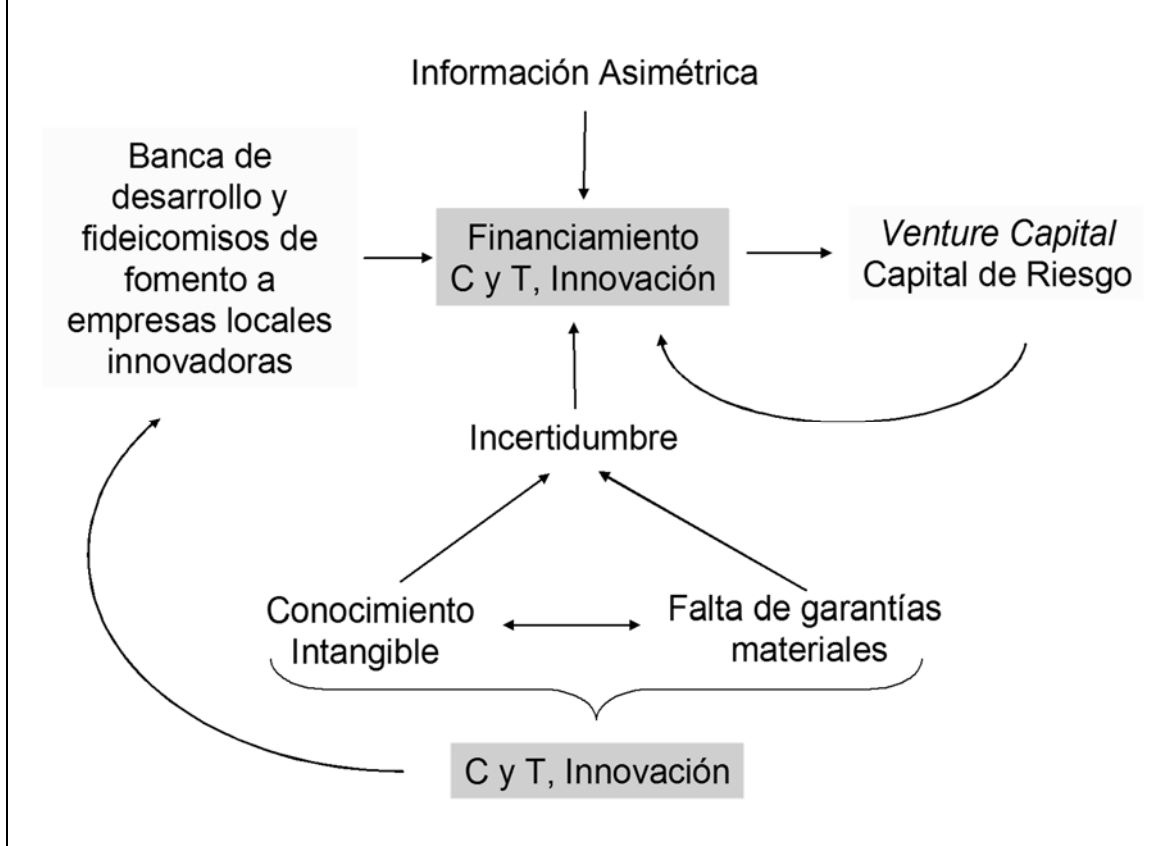 Información Asimétrica
Banca de
desarrollo y
fideicomisos de
fomento a
empresas locales
innovadoras
Financiamiento
C y T, Innovación
Venture Capital
Capital de Riesgo
Incertidumbre
Conocimiento
Intangible
Falta de garantías
materiales
C y T, Innovación